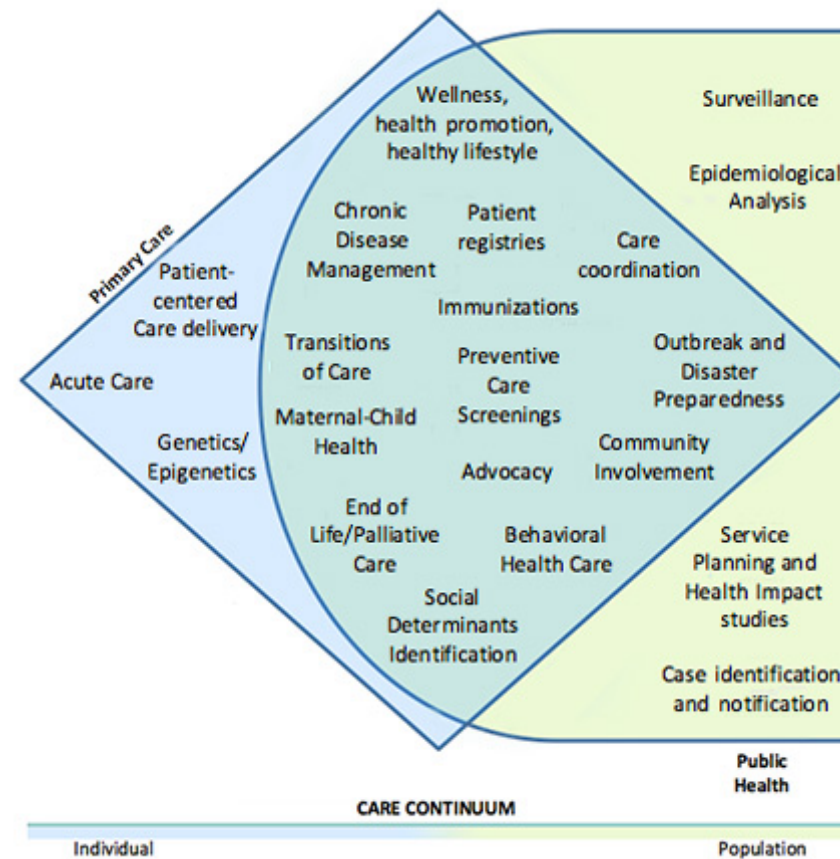 Wellness,
health promotion,
healthy lifestyle
Surveillance
Epidemiological
Analysis
Primary Care
Patient-
centered
Care delivery
Chronic
Disease
Management
Patient
registries
Care
coordination
Immunizations
Acute Care
Transitions
of Care
Preventive
Care
Screenings
Outbreak and
Disaster
Preparedness
Genetics/
Epigenetics
Maternal-Child
Health
Advocacy
Community
Involvement
End of
Life/Palliative
Care
Behavioral
Health Care
Service
Planning and
Health Impact
studies
Social
Determinants
Identification
Case identification
and notification
Public
Health
CARE CONTINUUM
Individual
Population